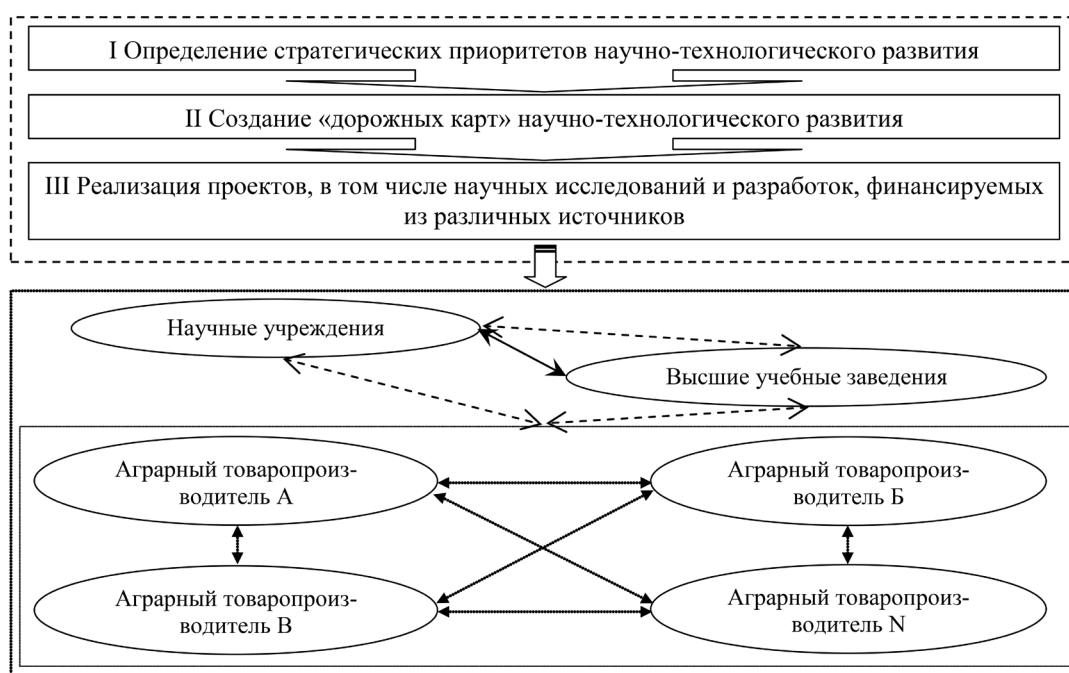 I Определение стратегических приоритетов научно-технологического развития
II Создание «дорожных карт» научно-технологического развития
III Реализация проектов, в том числе научных исследований и разработок, финансируемых
из различных источников
Научные учреждения
Высшие учебные заведения
Аграрный товаропроиз-
водитель А
Аграрный товаропроиз-
водитель Б
Аграрный товаропроиз-
водитель В
Аграрный товаропроиз-
водитель N